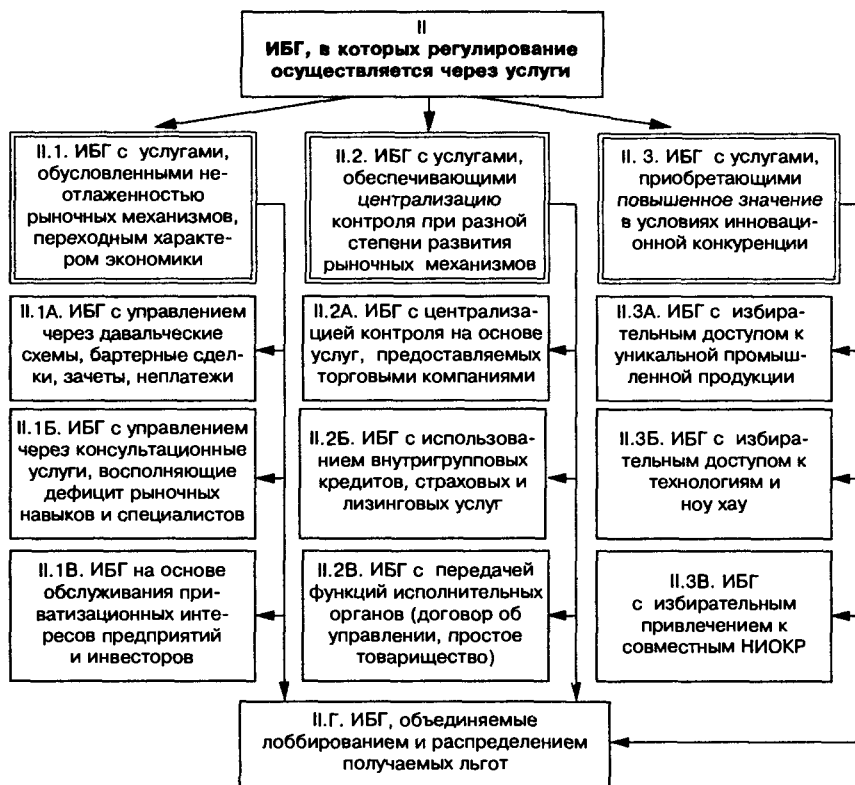 II
ИБГ, в которых регулирование
осуществляется через услуги
II.1. ИБГ с услугами,
обусловленными не-
отлаженностью
рыночных механизмов,
переходным характе-
ром экономики
II.2. ИБГ с услугами,
обеспечивающими
централизацию
контроля при разной
степени развития
рыночных механизмов
II. 3. ИБГ с услугами,
приобретающими
повышенное значение
в условиях инноваци-
онной конкуренции
II.1А. ИБГ с управлением
через давальческие
схемы, бартерные сдел-
ки, зачеты, неплатежи
II.2А. ИБГ с централиза-
цией контроля на основе
услуг, предоставляемых
торговыми компаниями
II.3А. ИБГ с избира-
тельным доступом к
уникальной промыш-
ленной продукции
II.1Б. ИБГ с управлением
через консультационные
услуги, восполняющие
дефицит рыночных
навыков и специалистов
II.2Б. ИБГ с использова-
нием внутригрупповых
кредитов, страховых и
лизинговых услуг
II.3Б. ИБГ с избира-
тельным доступом к
технологиям и
ноу хау
II.1В. ИБГ на основе
обслуживания при-
ватизационных инте-
ресов предприятий
и инвесторов
II.2В. ИБГ с передачей
функций исполнительных
органов (договор об
управлении, простое
товарищество)
II.3В. ИБГ
с избирательным
привлечением к
совместным НИОКР
II.Г. ИБГ, объединяемые
лоббированием и распределением
получаемых льгот